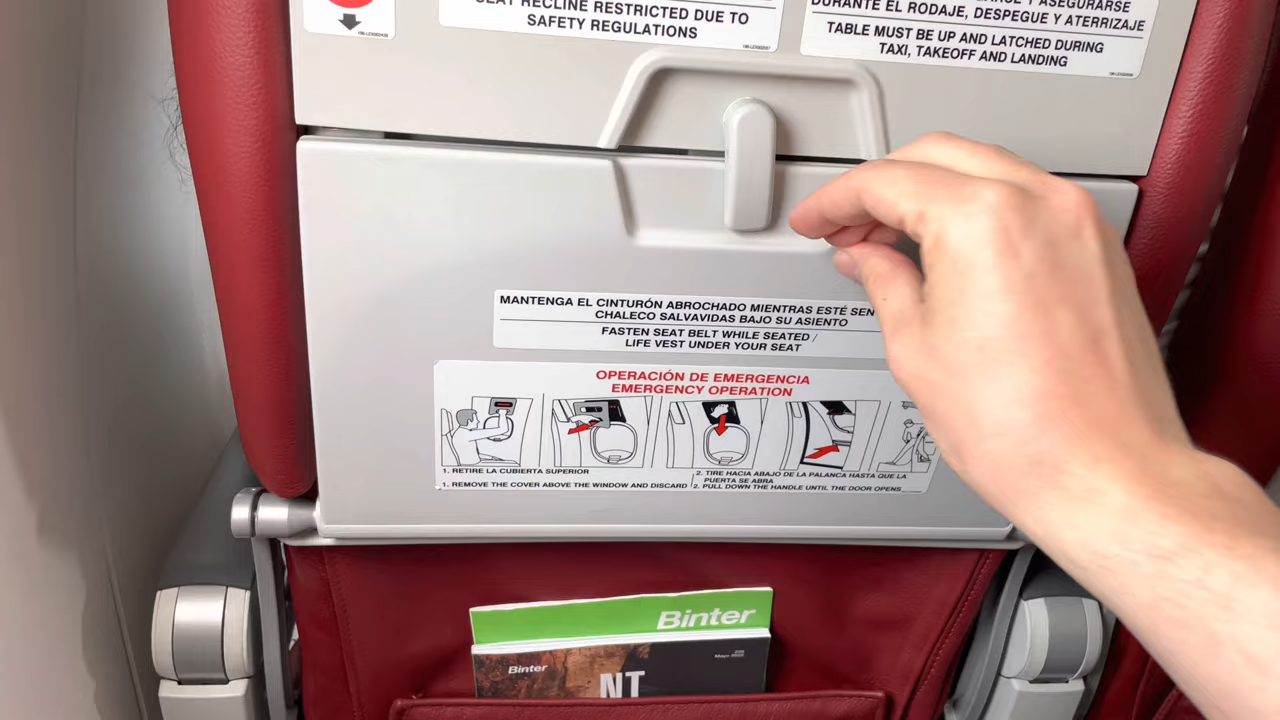 SEAT RECLINE RESTRICTED DUE TO
SAFETY REGULATIONS
DURANTE EL RODAJE, DESPEGUE Y ATERRIZAJE
TABLE MUST BE UP AND LATCHED DURING
TAXI, TAKEOFF AND LANDING
MANTENGA EL CINTURÓN ABROCHADO MIENTRAS ESTÉ SEN
CHALECO SALVAVIDAS BAJO SU ASIENTO
FASTEN SEAT BELT WHILE SEATED /
LIFE VEST UNDER YOUR SEAT
OPERACIÓN DE EMERGENCIA
EMERGENCY OPERATION
1. RETIRE LA CUBIERTA SUPERIOR
1. REMOVE THE COVER ABOVE THE WINDOW AND DISCARD
2. TIRE HACIA ABAJO DE LA PALANCA HASTA QUE LA
PUERTA SE ABRA
2. PULL DOWN THE HANDLE UNTIL THE DOOR OPENS
Binter
Binter
NT